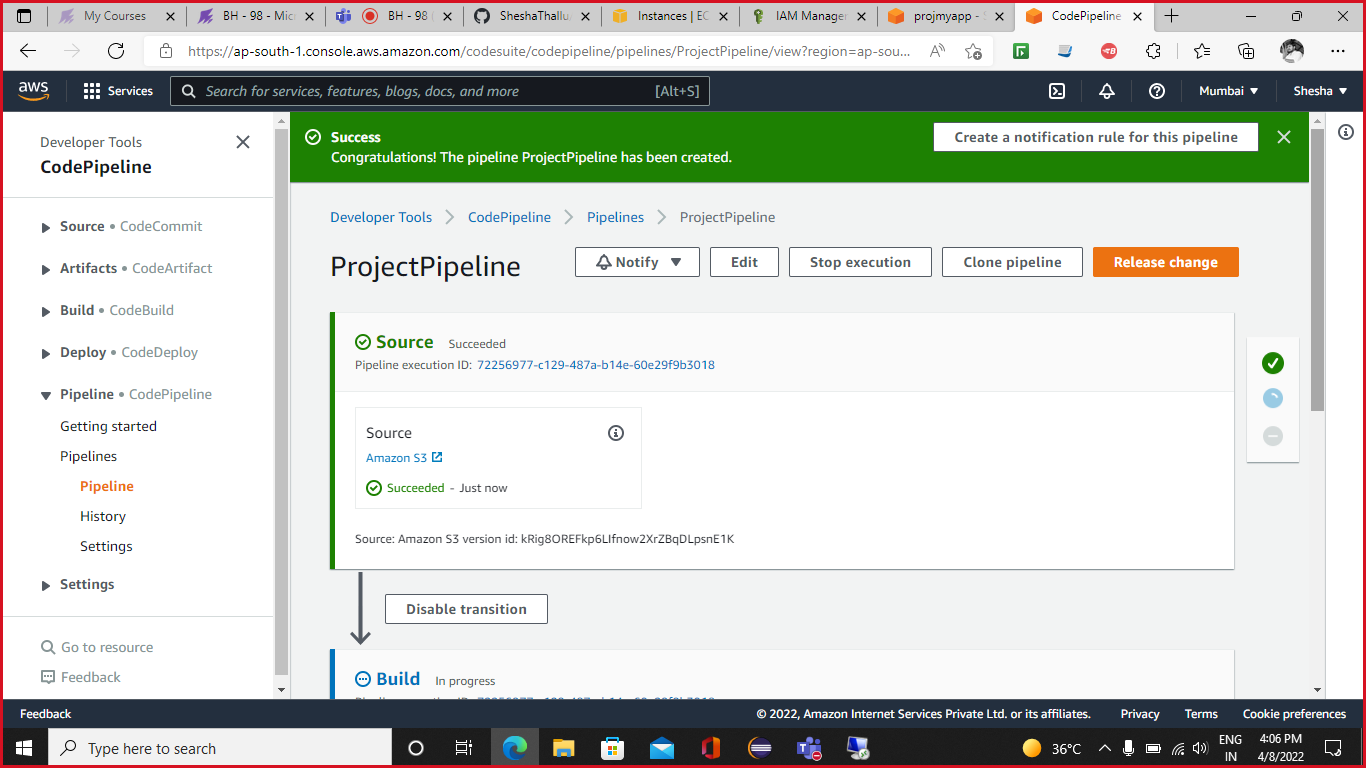 My Courses
BH - 98 - Micr
BH - 98 (
SheshaThallu
Instances | EC
IAM Manager
projmyapp - S
CodePipeline
https://ap-south-1.console.aws.amazon.com/codesuite/codepipeline/pipelines/ProjectPipeline/view?region=ap-sou...
aws
Services
Search for services, features, blogs, docs, and more
[Alt+S]
Mumbai
Shesha
Developer Tools
CodePipeline
Source • CodeCommit
Artifacts • CodeArtifact
Build • CodeBuild
Deploy • CodeDeploy
Pipeline • CodePipeline
Getting started
Pipelines
Pipeline
History
Settings
Settings
Go to resource
Feedback
Success
Congratulations! The pipeline ProjectPipeline has been created.
Create a notification rule for this pipeline
Developer Tools
CodePipeline
Pipelines
ProjectPipeline
ProjectPipeline
Notify
Edit
Stop execution
Clone pipeline
Release change
Source Succeeded
Pipeline execution ID: 72256977-c129-487a-b14e-60e29f9b3018
Source
Amazon S3
Succeeded - Just now
Source: Amazon S3 version id: kRig8OREFkp6LIfnow2XrZBqDLpsnE1K
Disable transition
Build In progress
Feedback
© 2022, Amazon Internet Services Private Ltd. or its affiliates.
Privacy
Terms
Cookie preferences
Type here to search
36°C
ENG
IN
4:06 PM
4/8/2022